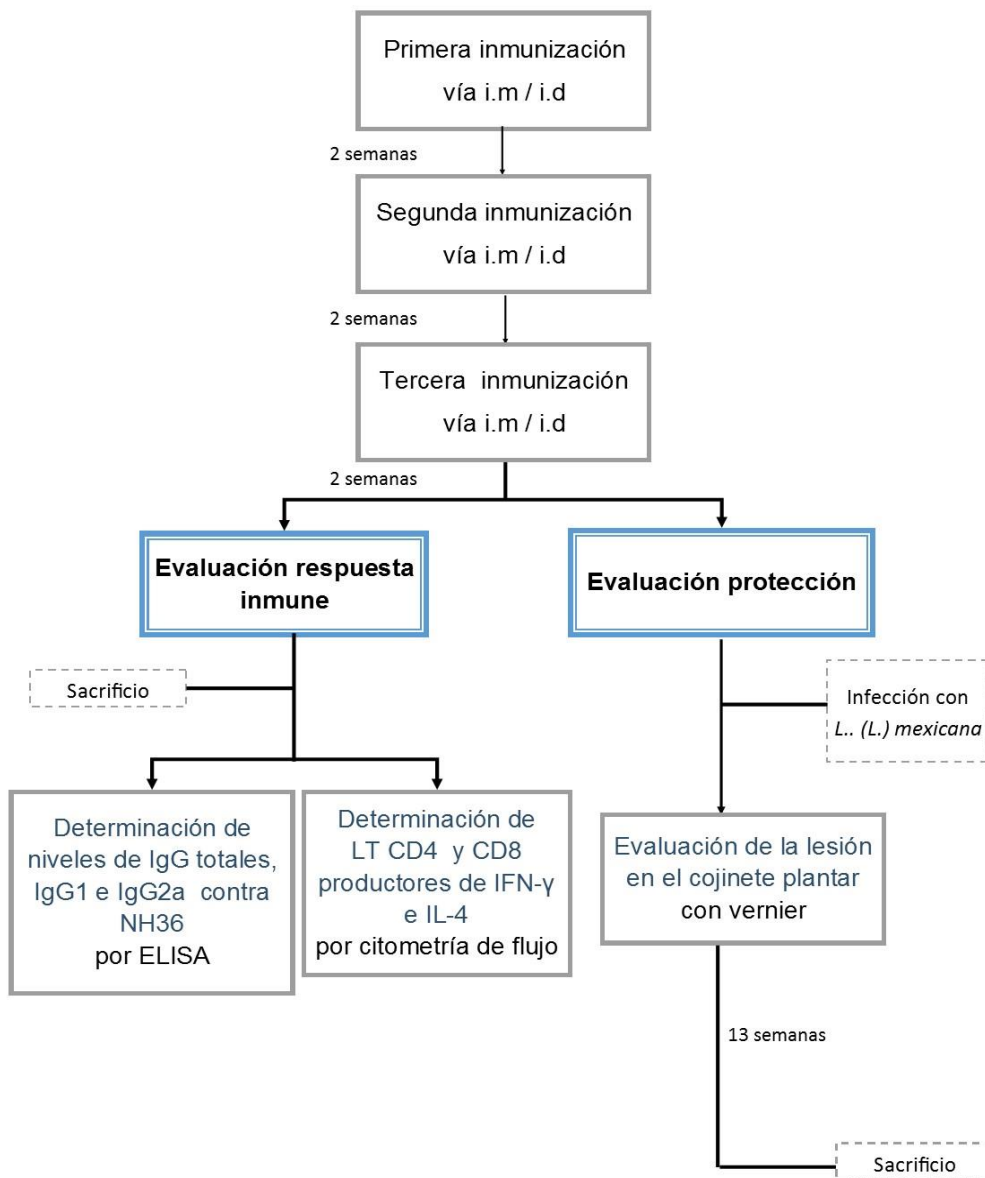 Primera inmunización
vía i.m / i.d
2 semanas
Segunda inmunización
vía i.m / i.d
2 semanas
Tercera inmunización
vía i.m / i.d
2 semanas
Evaluación respuesta
inmune
Evaluación protección
Sacrificio
Infección con
L.. (L.) mexicana
Determinación de
niveles de IgG totales,
IgG1 e IgG2a contra
NH36
por ELISA
Determinación de
LT CD4 y CD8
productores de IFN-γ
e IL-4
por citometría de flujo
Evaluación de la lesión
en el cojinete plantar
con vernier
13 semanas
Sacrificio